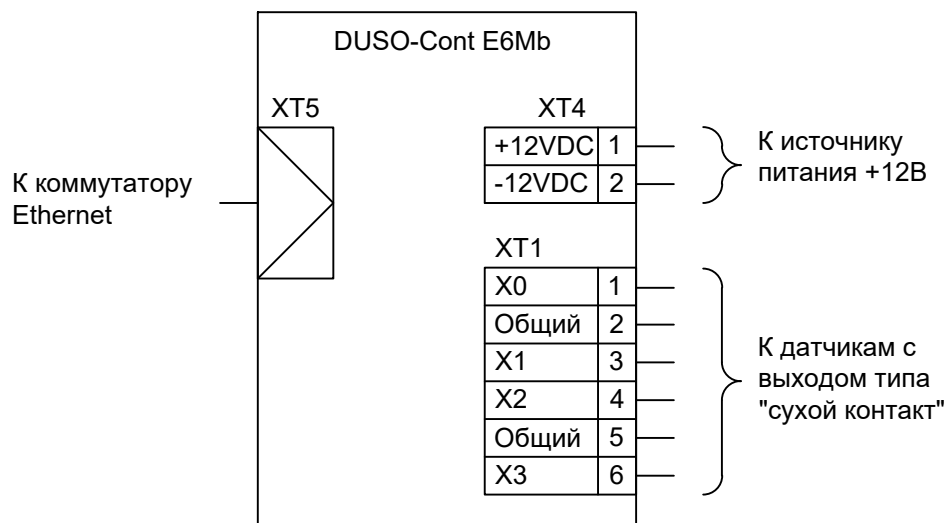 DUSO-Cont E6Mb
XT5
XT4
+12VDC 1
-12VDC 2
К источнику
питания +12В
К коммутатору
Ethernet
XT1
X0 1
Общий 2
X1 3
X2 4
Общий 5
X3 6
К датчикам с
выходом типа
"сухой контакт"